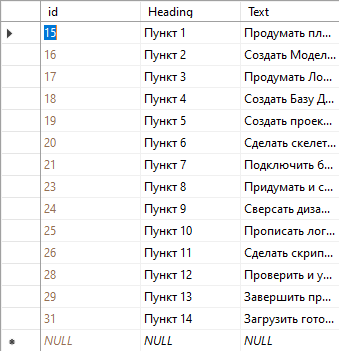 id Heading Text
15 Пункт 1 Продумать пл...
16 Пункт 2 Создать Модел...
17 Пункт 3 Продумать Ло...
18 Пункт 4 Создать Базу Д...
19 Пункт 5 Создать проек...
20 Пункт 6 Сделать скелет...
21 Пункт 7 Подключить б...
23 Пункт 8 Придумать и с...
24 Пункт 9 Сверсать диза...
25 Пункт 10 Прописать лог...
26 Пункт 11 Сделать скрип...
28 Пункт 12 Проверить и у...
29 Пункт 13 Завершить пр...
31 Пункт 14 Загрузить гото...
NULL NULL NULL